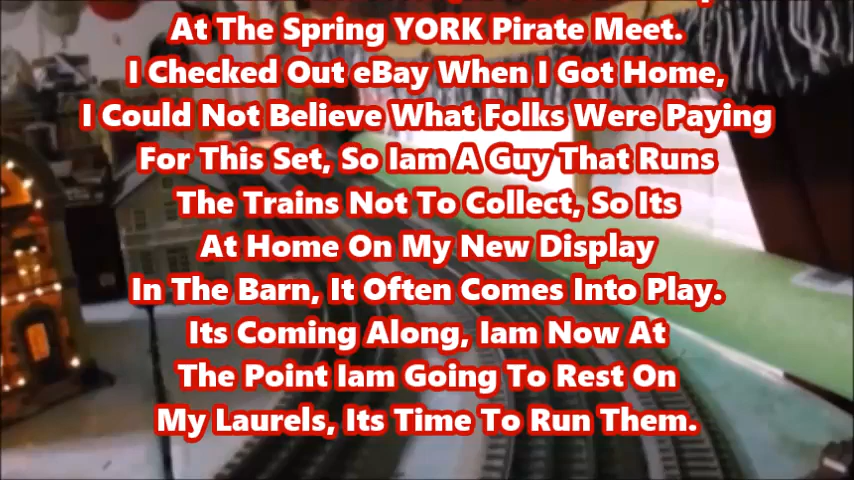 At The Spring YORK Pirate Meet.
I Checked Out eBay When I Got Home,
I Could Not Believe What Folks Were Paying
For This Set, So Iam A Guy That Runs
The Trains Not To Collect, So Its
At Home On My New Display
In The Barn, It Often Comes Into Play.
Its Coming Along, Iam Now At
The Point Iam Going To Rest On
My Laurels, Its Time To Run Them.